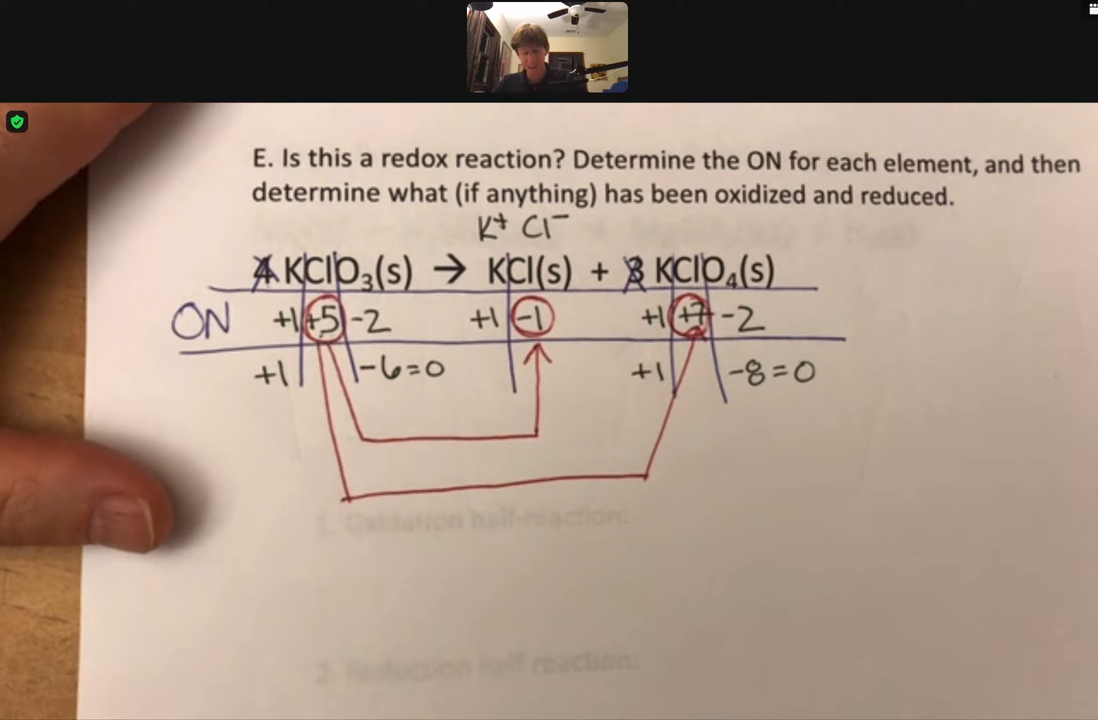 E. Is this a redox reaction? Determine the ON for each element, and then
determine what (if anything) has been oxidized and reduced.
K⁺ Cl⁻
4 KClO₃(s) → KCl(s) + 3 KClO₄(s)
ON +1 +5 -2 +1 -1 +1 +7 -2
+1 -6=0 +1 -8=0
1. Oxidation half-reaction:
2. Reduction half reaction: